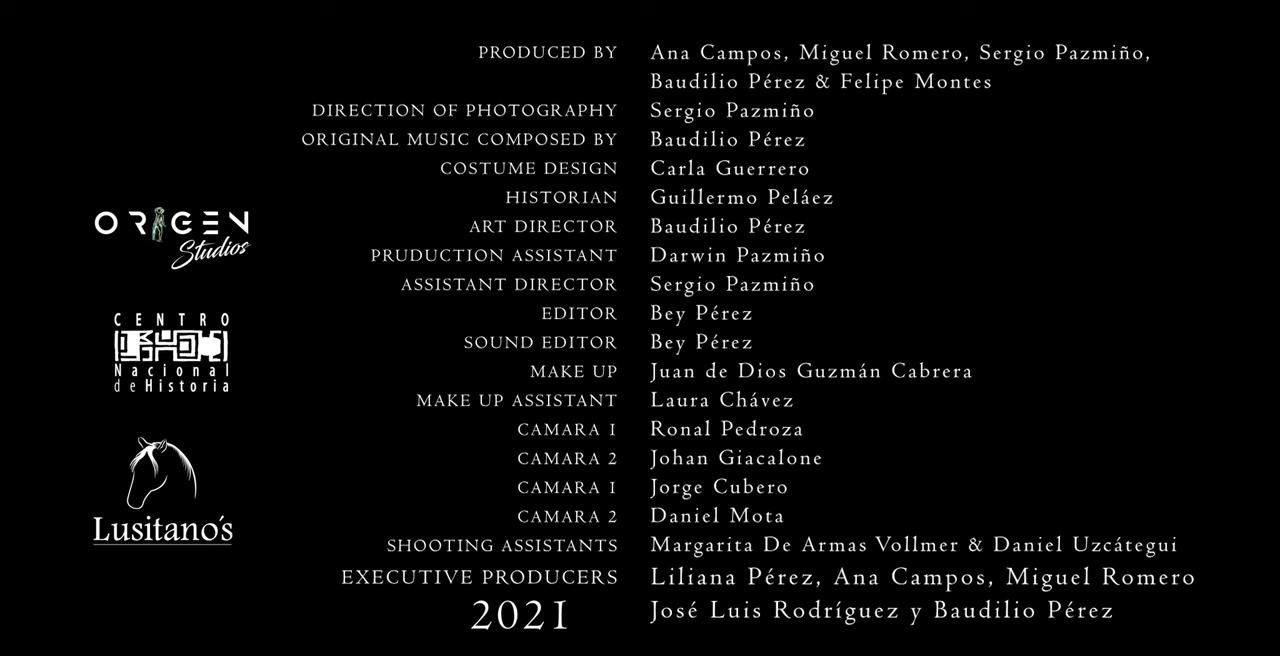 PRODUCED BY Ana Campos, Miguel Romero, Sergio Pazmiño,
Baudilio Pérez & Felipe Montes
DIRECTION OF PHOTOGRAPHY Sergio Pazmiño
ORIGINAL MUSIC COMPOSED BY Baudilio Pérez
COSTUME DESIGN Carla Guerrero
HISTORIAN Guillermo Peláez
ART DIRECTOR Baudilio Pérez
PRUDUCTION ASSISTANT Darwin Pazmiño
ASSISTANT DIRECTOR Sergio Pazmiño
EDITOR Bey Pérez
SOUND EDITOR Bey Pérez
MAKE UP Juan de Dios Guzmán Cabrera
MAKE UP ASSISTANT Laura Chávez
CAMARA 1 Ronal Pedroza
CAMARA 2 Johan Giacalone
CAMARA 1 Jorge Cubero
CAMARA 2 Daniel Mota
SHOOTING ASSISTANTS Margarita De Armas Vollmer & Daniel Uzcátegui
EXECUTIVE PRODUCERS Liliana Pérez, Ana Campos, Miguel Romero
2021 José Luis Rodríguez y Baudilio Pérez
ORIGEN
Studios
CENTRO
Nacional
de Historia
Lusitano's